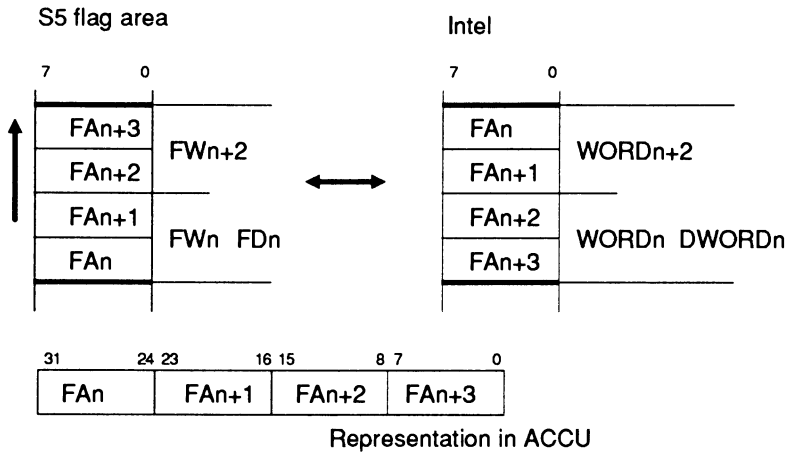 S5 flag area
Intel
7 0
7 0
FAn+3
FAn+2
FAn+1
FAn
FWn+2
FWn FDn
FAn
FAn+1
FAn+2
FAn+3
WORDn+2
WORDn DWORDn
31 24 23 16 15 8 7 0
FAn FAn+1 FAn+2 FAn+3
Representation in ACCU